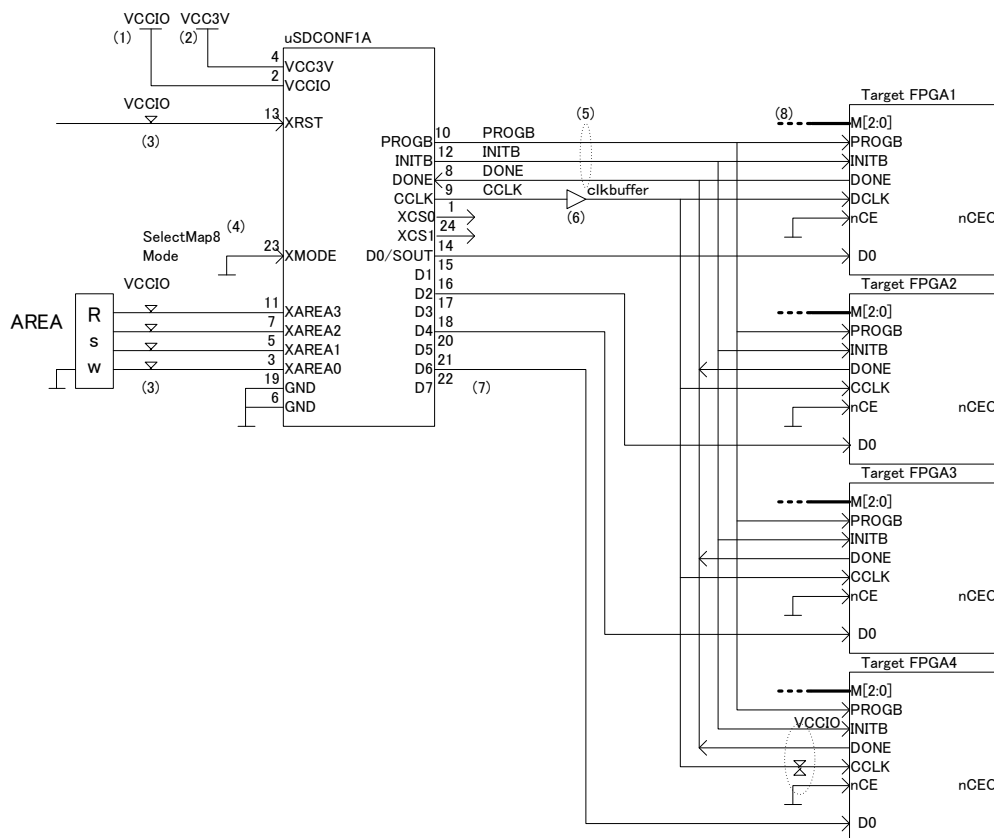 VCCIO
VCC3V
(1)
(2)
uSDCONF1A
4
VCC3V
2
VCCIO
VCCIO
13
XRST
(3)
10
PROGB
PROGB
12
INITB
INITB
8
DONE
DONE
9
CCLK
CCLK
(5)
clkbuffer
(6)
1
XCS0
24
XCS1
SelectMap8
Mode
(4)
23
XMODE
14
D0/SOUT
15
D1
16
D2
17
D3
18
D4
20
D5
21
D6
22
D7
(7)
VCCIO
AREA
R
s
w
11
XAREA3
7
XAREA2
5
XAREA1
3
XAREA0
(3)
19
GND
6
GND
Target FPGA1
(8)
M[2:0]
PROGB
INITB
DONE
DCLK
nCE
nCEC
D0
Target FPGA2
M[2:0]
PROGB
INITB
DONE
CCLK
nCE
nCEC
D0
Target FPGA3
M[2:0]
PROGB
INITB
DONE
CCLK
nCE
nCEC
D0
Target FPGA4
M[2:0]
PROGB
VCCIO
INITB
DONE
CCLK
nCE
nCEC
D0